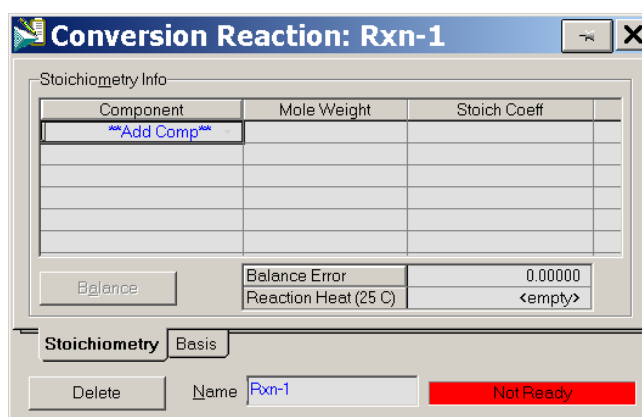 Conversion Reaction: Rxn-1
Stoichiometry Info
Component Mole Weight Stoich Coeff
**Add Comp**
Balance
Balance Error 0.00000
Reaction Heat (25 C) <empty>
Stoichiometry Basis
Delete Name Rxn-1 Not Ready